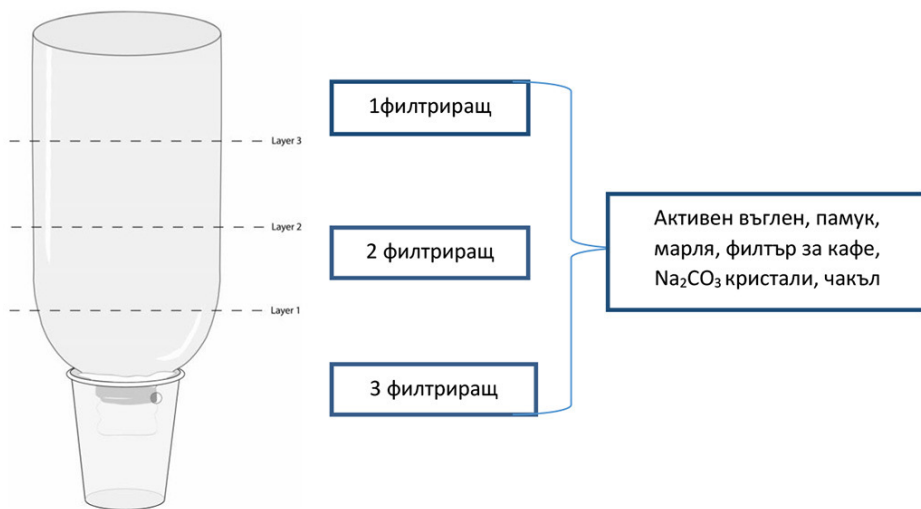 1филтриращ
Layer 3
Layer 2
2 филтриращ
Активен въглен, памук,
марля, филтър за кафе,
Na₂CO₃ кристали, чакъл
Layer 1
3 филтриращ